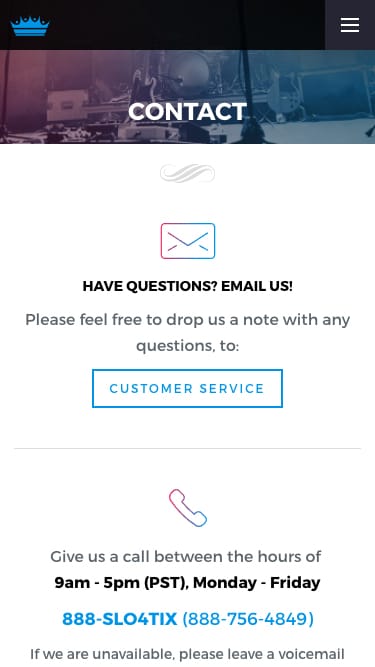 CONTACT
HAVE QUESTIONS? EMAIL US!
Please feel free to drop us a note with any
questions, to:
CUSTOMER SERVICE
Give us a call between the hours of
9am - 5pm (PST), Monday - Friday
888-SLO4TIX (888-756-4849)
If we are unavailable, please leave a voicemail